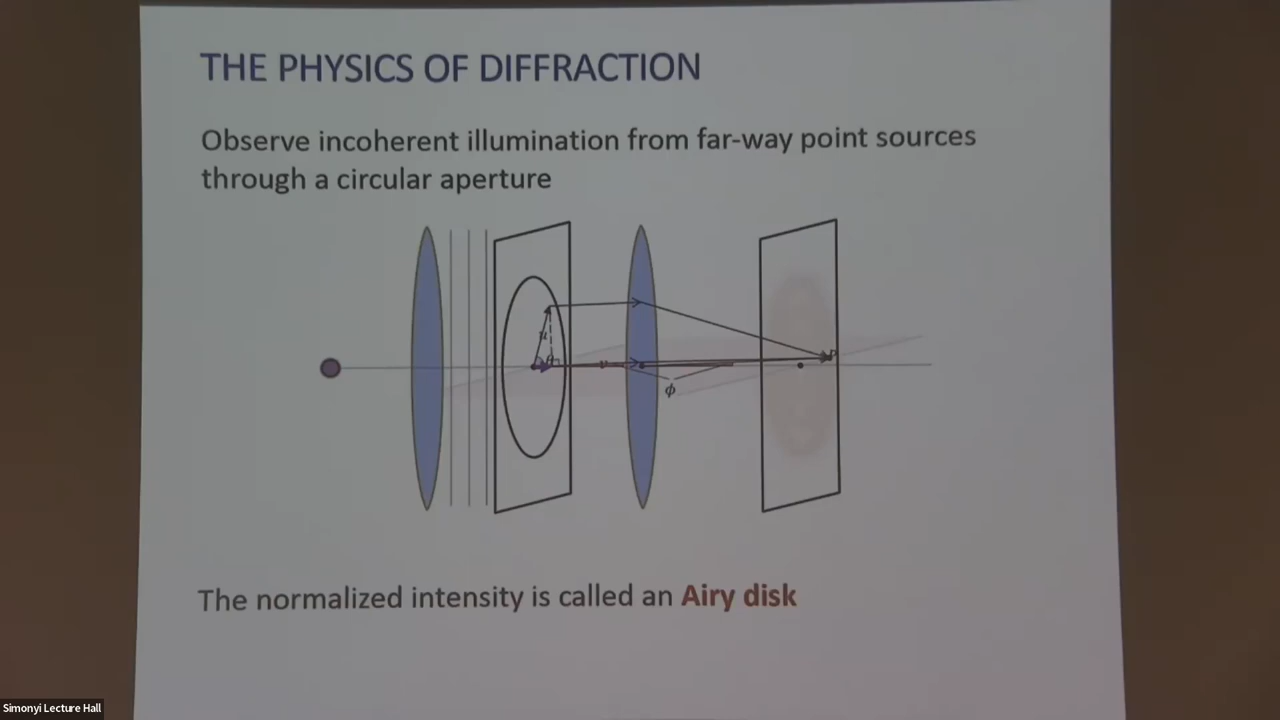 THE PHYSICS OF DIFFRACTION
Observe incoherent illumination from far-way point sources
through a circular aperture
ϕ
The normalized intensity is called an Airy disk
Simonyi Lecture Hall